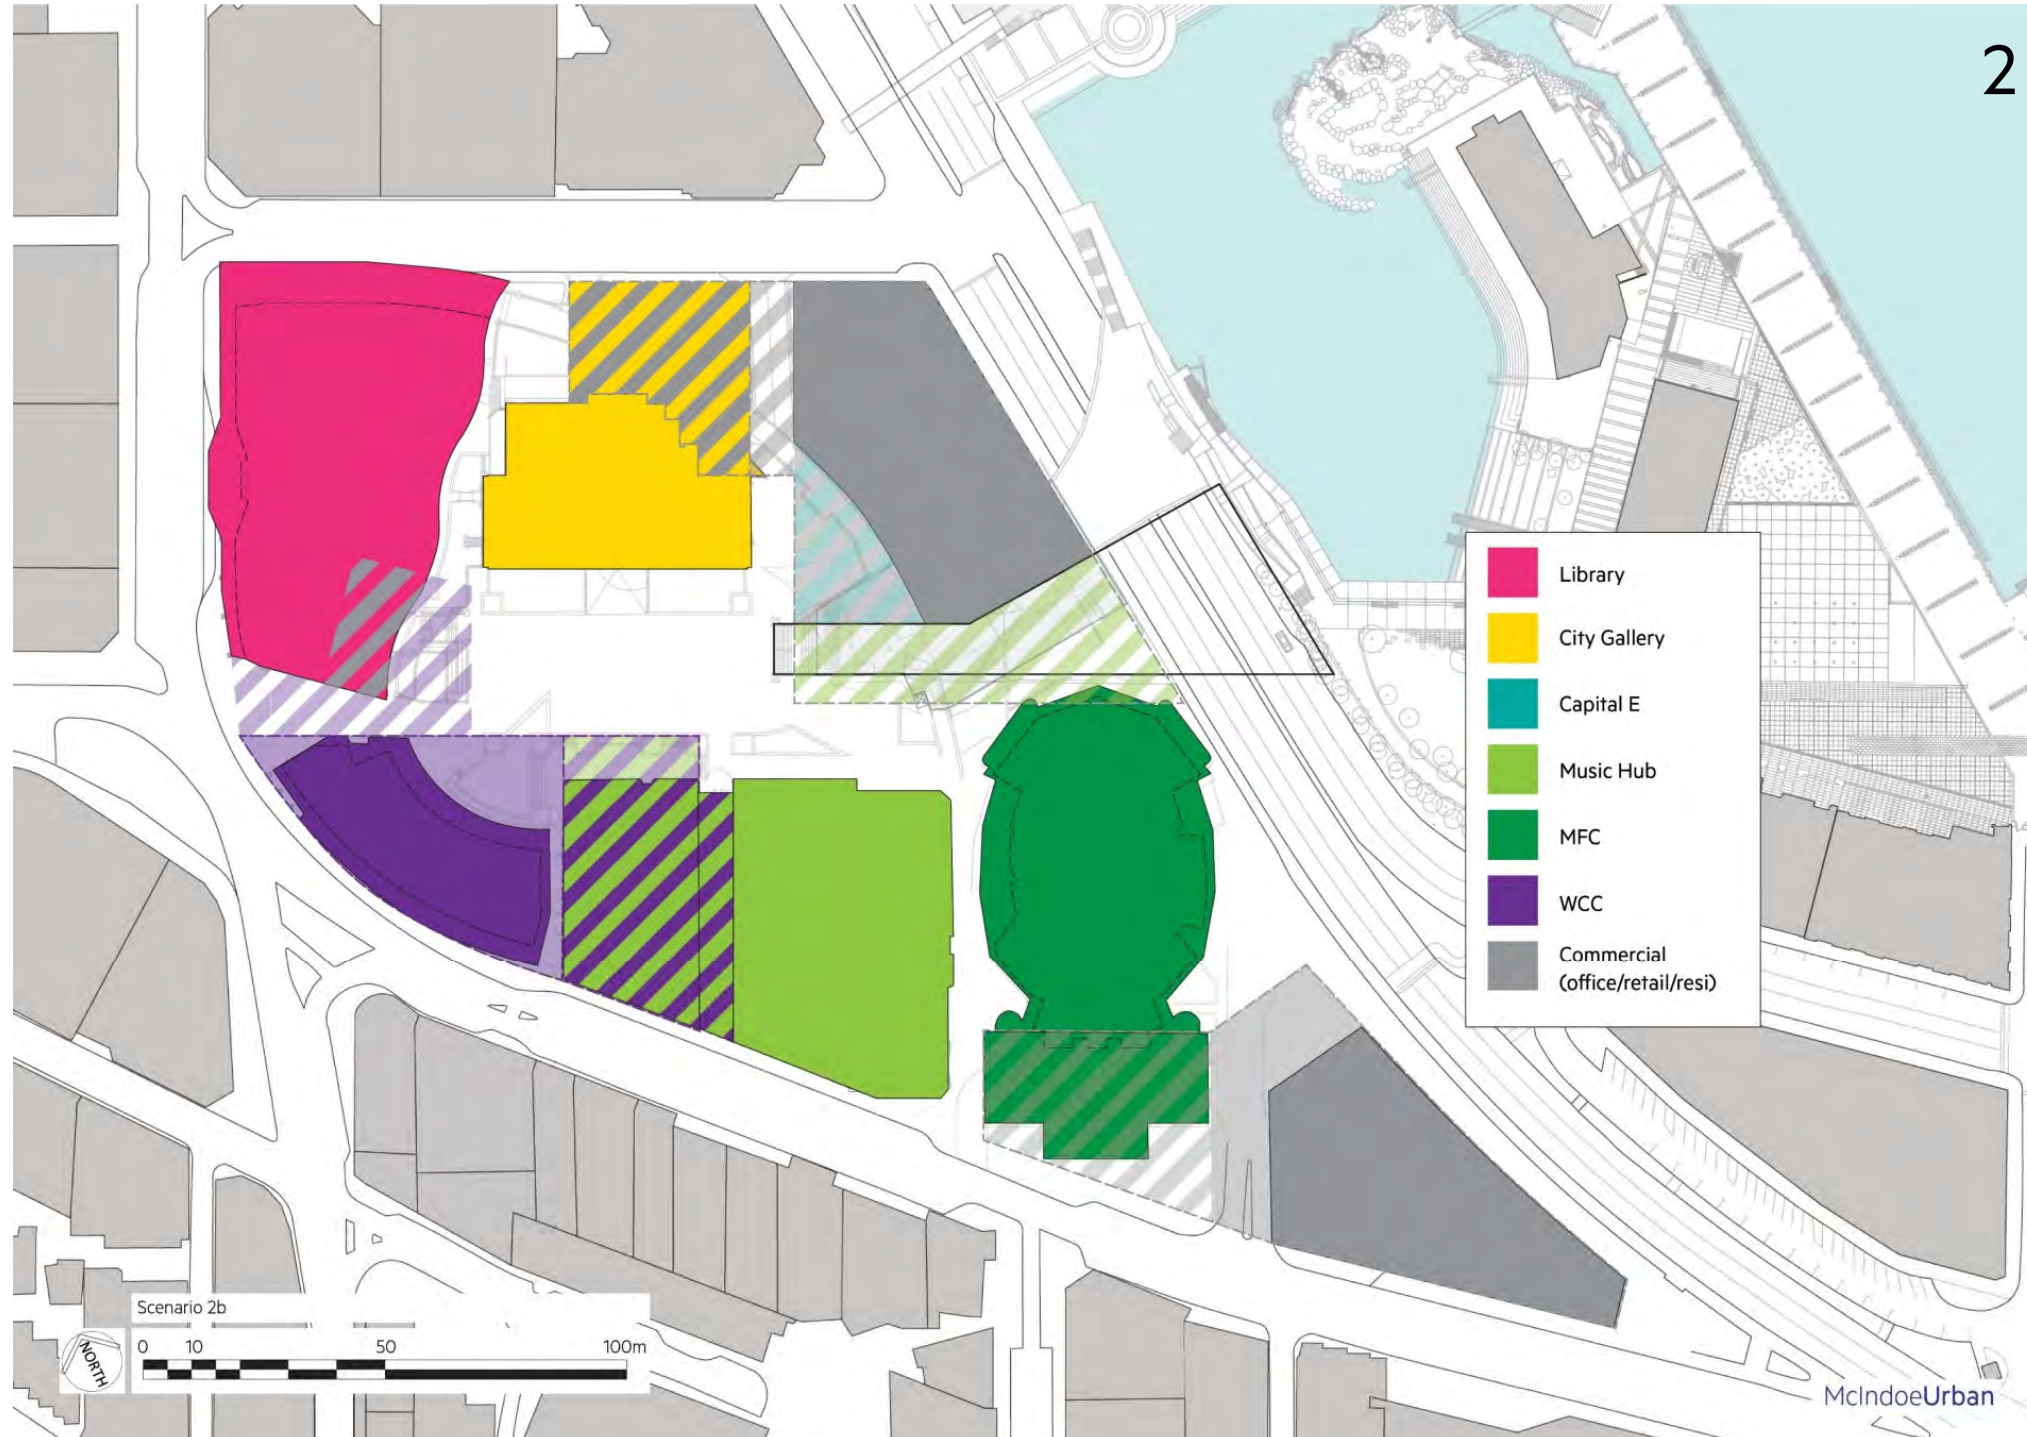 2
Library
City Gallery
Capital E
Music Hub
MFC
WCC
Commercial
(office/retail/resi)
Scenario 2b
0 10 50 100m
NORTH
McIndoeUrban